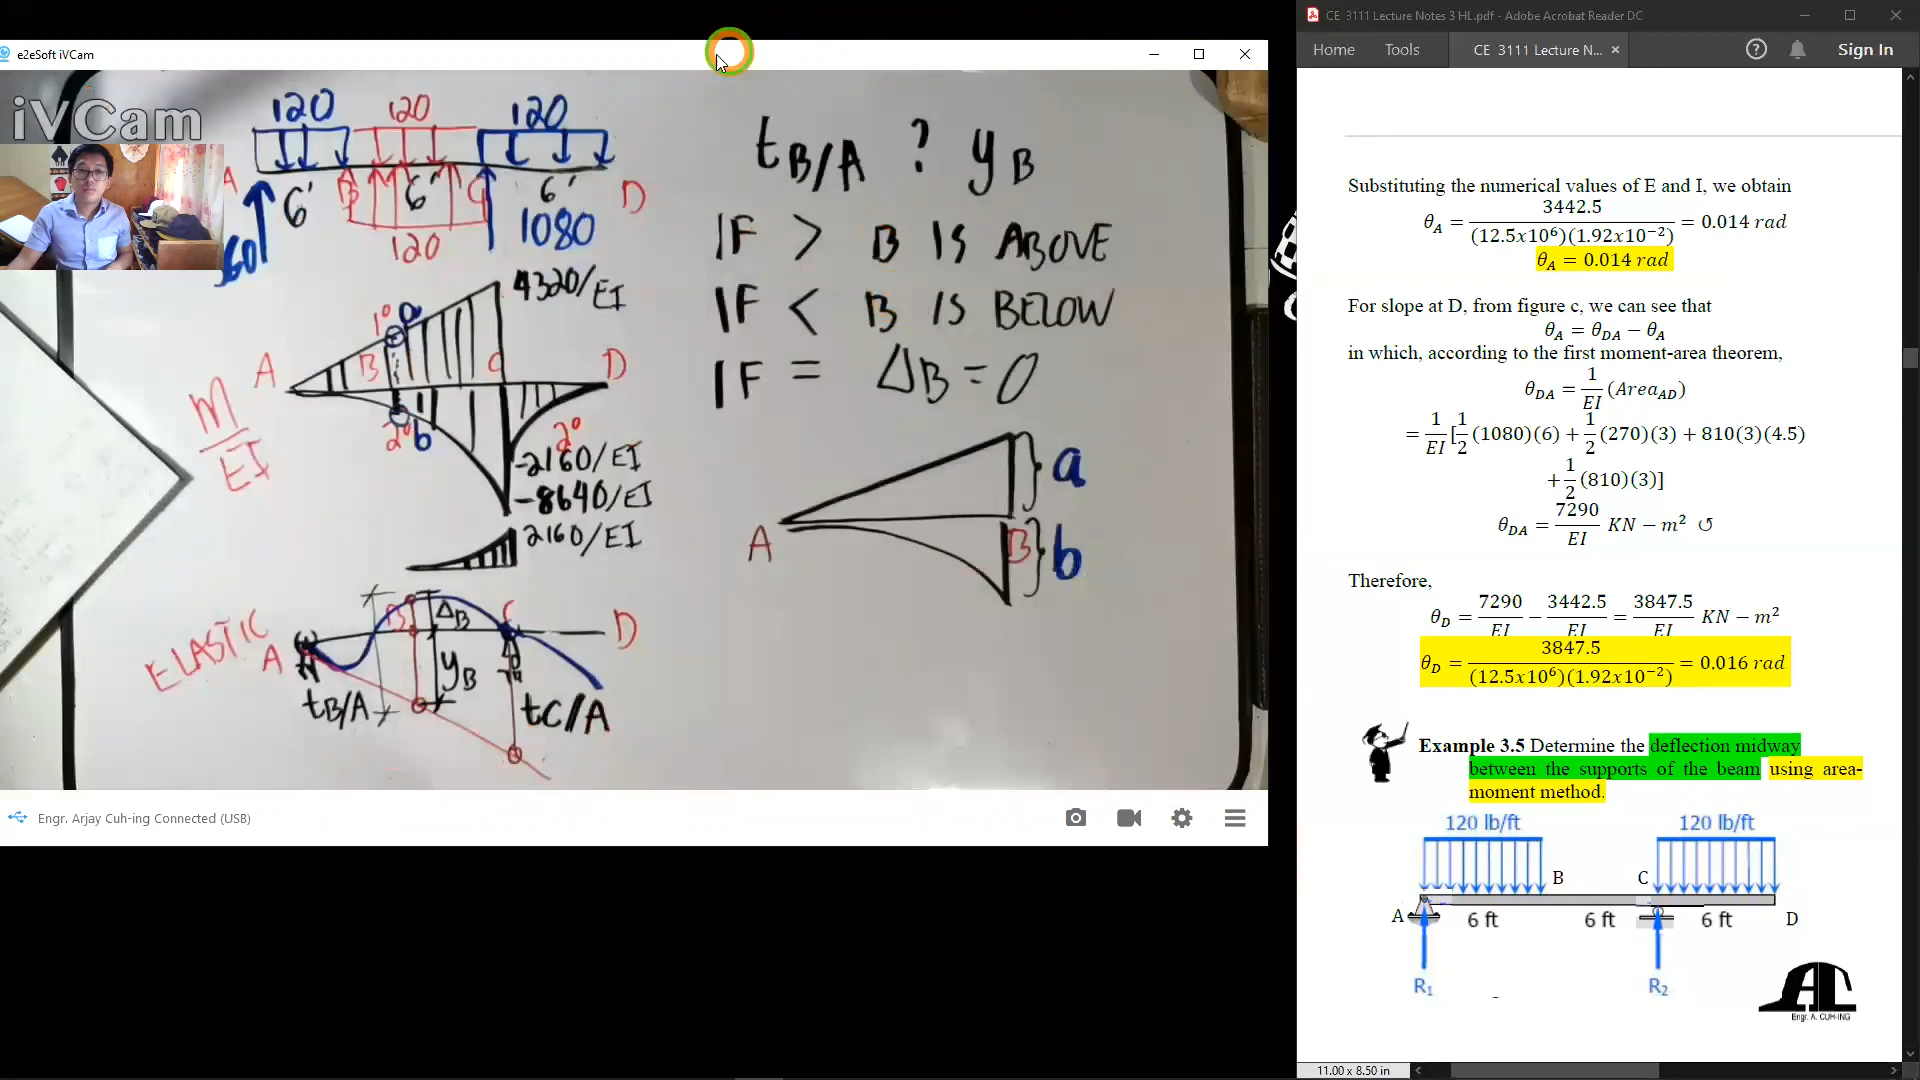 e2eSoft iVCam
iVCam
120 120 120
A 6' B 6' C 6' D
60 120 1080
4320/EI
M/EI
A 1° a B C D
2° b 2°
-2160/EI
-8640/EI
2160/EI
ELASTIC
A B ΔB C D
yB
tB/A tC/A
tB/A ? yB
IF > B IS ABOVE
IF < B IS BELOW
IF = ΔB = 0
a
A B b
Engr. Arjay Cuh-ing Connected (USB)
CE 3111 Lecture Notes 3 HL.pdf - Adobe Acrobat Reader DC
Home Tools CE 3111 Lecture N... × Sign In
Substituting the numerical values of E and I, we obtain
θA = 3442.5/(12.5x10⁶)(1.92x10⁻²) = 0.014 rad
θA = 0.014 rad
For slope at D, from figure c, we can see that
θA = θDA − θA
in which, according to the first moment-area theorem,
θDA = 1/EI (AreaAD)
= 1/EI [1/2 (1080)(6) + 1/2 (270)(3) + 810(3)(4.5)
+ 1/2 (810)(3)]
θDA = 7290/EI KN − m² ↺
Therefore,
θD = 7290/EI − 3442.5/EI = 3847.5/EI KN − m²
θD = 3847.5/(12.5x10⁶)(1.92x10⁻²) = 0.016 rad
Example 3.5 Determine the deflection midway
between the supports of the beam using area-
moment method.
120 lb/ft 120 lb/ft
B C
A 6 ft 6 ft 6 ft D
R₁ R₂
Engr. A. CUH-ING
11.00 x 8.50 in